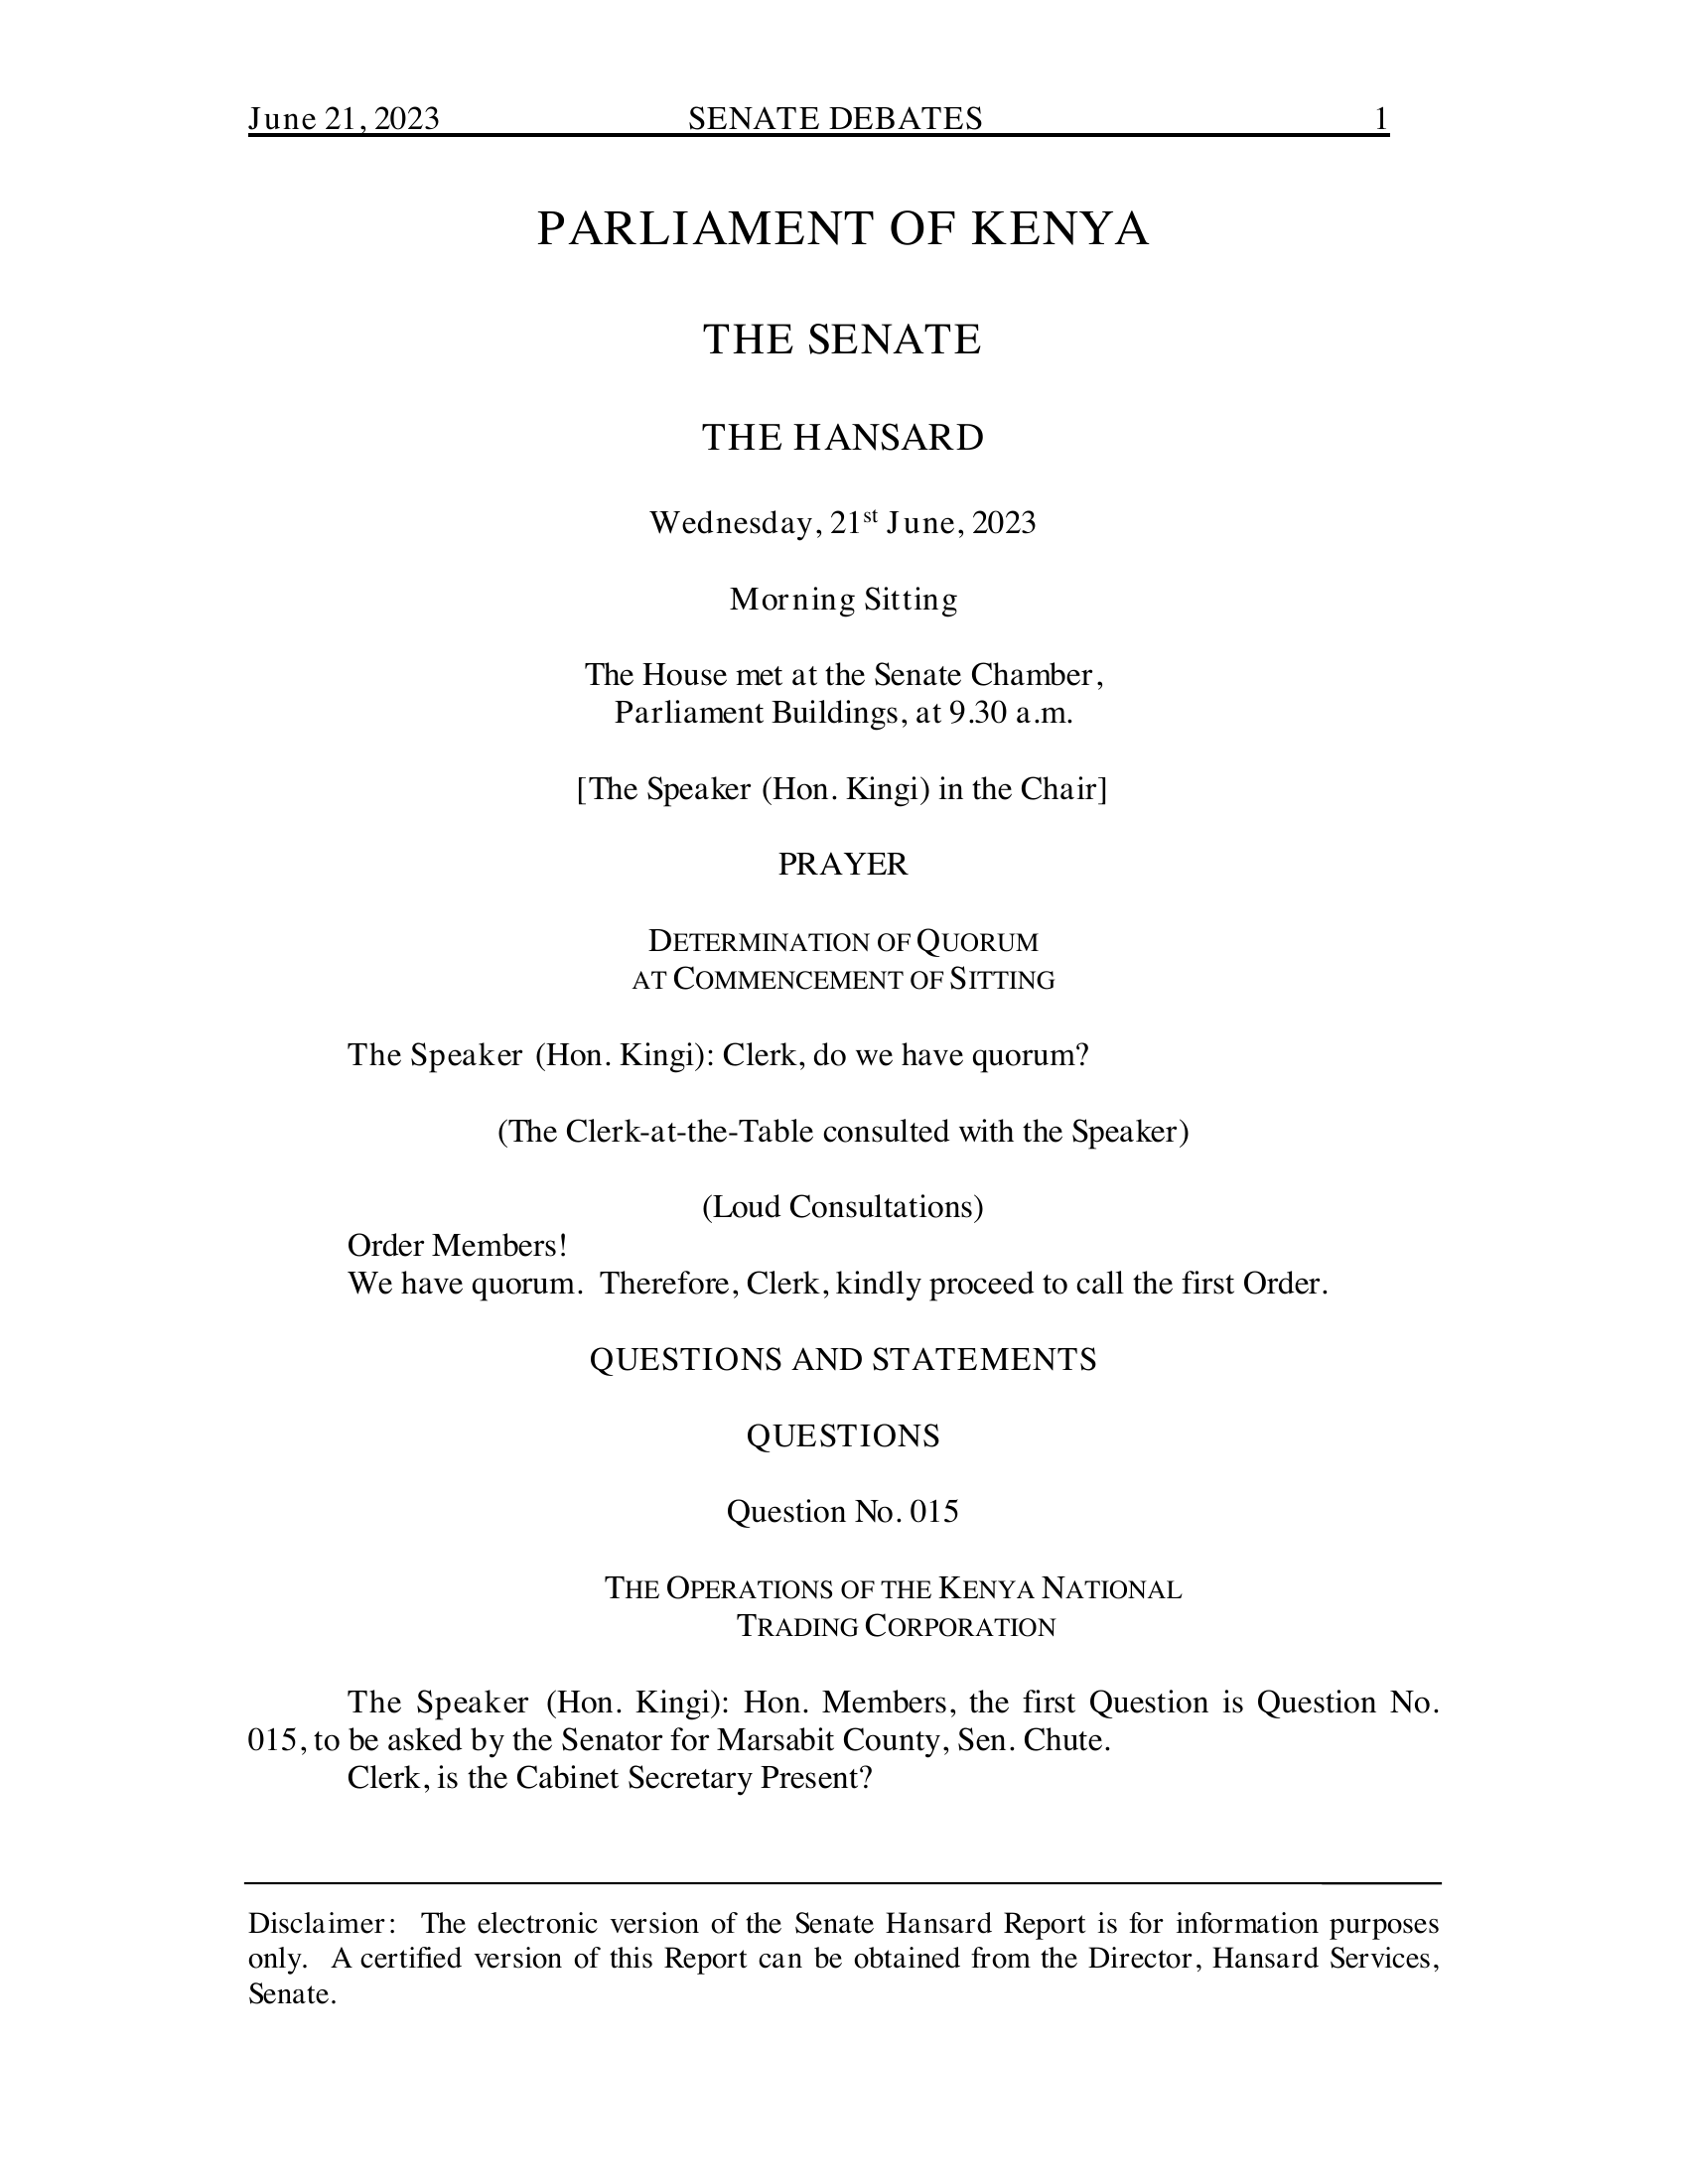 June 21, 2023 SENATE DEBATES 1
PARLIAMENT OF KENYA
THE SENATE
THE HANSARD
Wednesday, 21st June, 2023
Morning Sitting
The House met at the Senate Chamber,
Parliament Buildings, at 9.30 a.m.
[The Speaker (Hon. Kingi) in the Chair]
PRAYER
DETERMINATION OF QUORUM
AT COMMENCEMENT OF SITTING
The Speaker (Hon. Kingi): Clerk, do we have quorum?
(The Clerk-at-the-Table consulted with the Speaker)
(Loud Consultations)
Order Members!
We have quorum. Therefore, Clerk, kindly proceed to call the first Order.
QUESTIONS AND STATEMENTS
QUESTIONS
Question No. 015
THE OPERATIONS OF THE KENYA NATIONAL
TRADING CORPORATION
The Speaker (Hon. Kingi): Hon. Members, the first Question is Question No.
015, to be asked by the Senator for Marsabit County, Sen. Chute.
Clerk, is the Cabinet Secretary Present?
Disclaimer: The electronic version of the Senate Hansard Report is for information purposes
only. A certified version of this Report can be obtained from the Director, Hansard Services,
Senate.